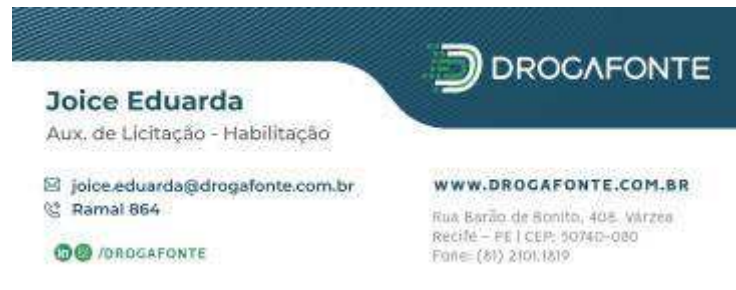 DROGAFONTE
Joice Eduarda
Aux. de Licitação - Habilitação
joice.eduarda@drogafonte.com.br
Ramal 864
/DROGAFONTE
WWW.DROGAFONTE.COM.BR
Rua Barão de Bonito, 408. Várzea
Recife – PE | CEP: 50740-080
Fone: (81) 2101.1819